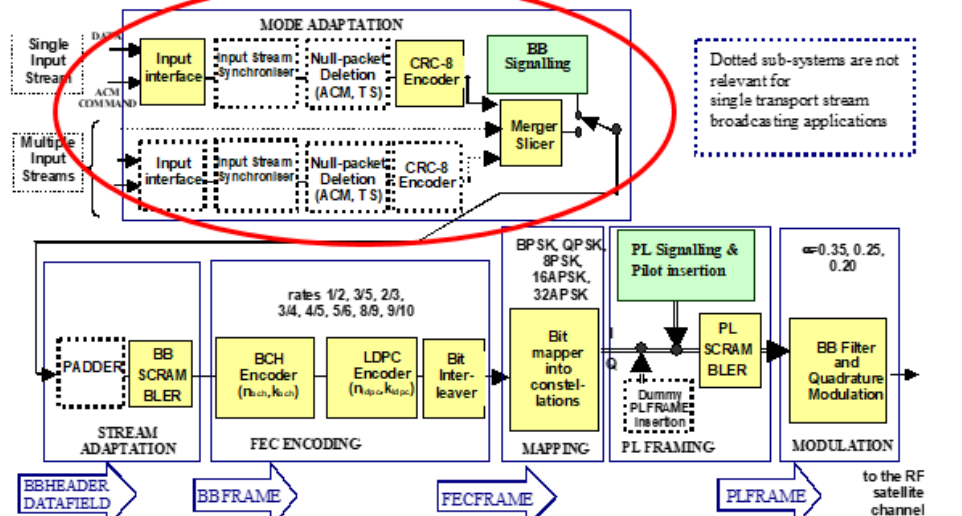 MODE ADAPTATION
Single
Input
Stream
DATA
ACM
COMMAND
Input
interface
Input Stream
Synchroniser
Null-packet
Deletion
(ACM, TS)
CRC-8
Encoder
BB
Signalling
Merger
Slicer
Dotted sub-systems are not
relevant for
single transport stream
broadcasting applications
Multiple
Input
Streams
Input
interface
Input Stream
Synchroniser
Null-packet
Deletion
(ACM, TS)
CRC-8
Encoder
PADDER
BB
SCRAM
BLER
STREAM
ADAPTATION
rates 1/2, 3/5, 2/3,
3/4, 4/5, 5/6, 8/9, 9/10
BCH
Encoder
(nbch,kbch)
LDPC
Encoder
(nldpc,kldpc)
Bit
Inter-
leaver
FEC ENCODING
BPSK, QPSK,
8PSK,
16APSK,
32APSK
Bit
mapper
into
constel-
lations
MAPPING
PL Signalling &
Pilot insertion
I
Q
PL
SCRAM
BLER
Dummy
PLFRAME
Insertion
PL FRAMING
α=0.35, 0.25,
0.20
BB Filter
and
Quadrature
Modulation
MODULATION
BBHEADER
DATAFIELD
BBFRAME
FECFRAME
PLFRAME
to the RF
satellite
channel